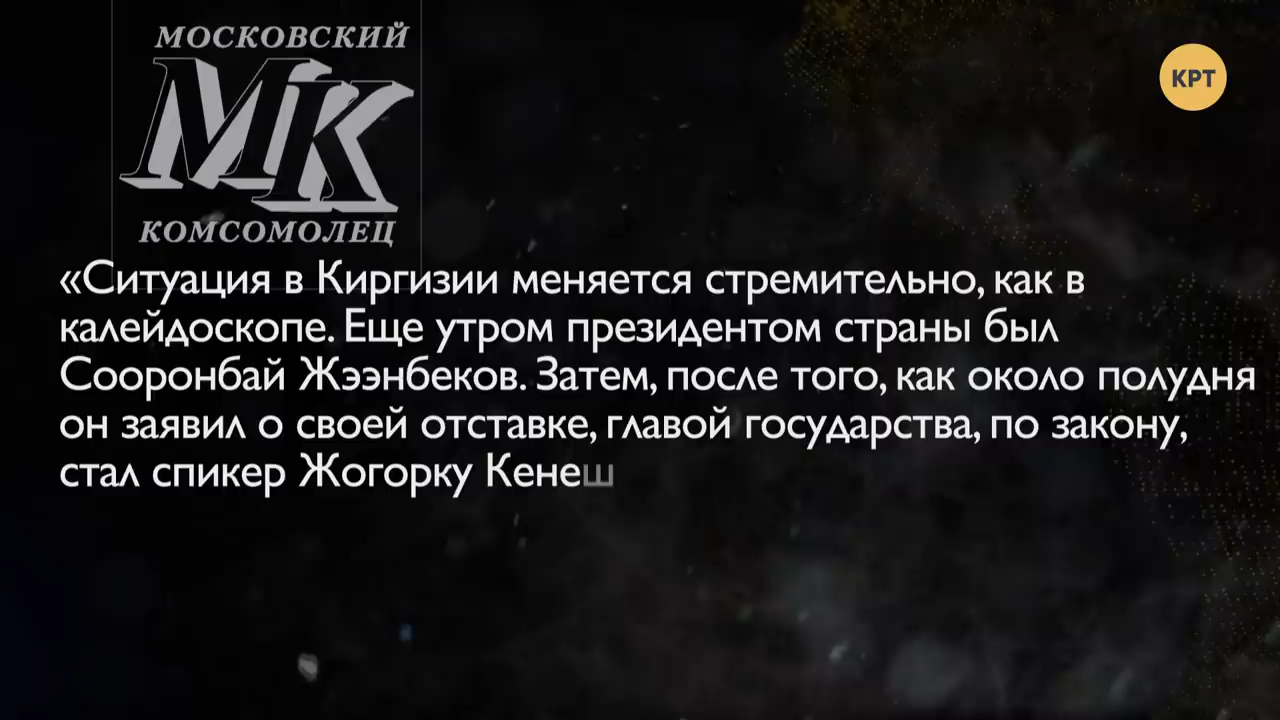 МОСКОВСКИЙ
МК
КОМСОМОЛЕЦ
КРТ
«Ситуация в Киргизии меняется стремительно, как в
калейдоскопе. Еще утром президентом страны был
Сооронбай Жээнбеков. Затем, после того, как около полудня
он заявил о своей отставке, главой государства, по закону,
стал спикер Жогорку Кенеш